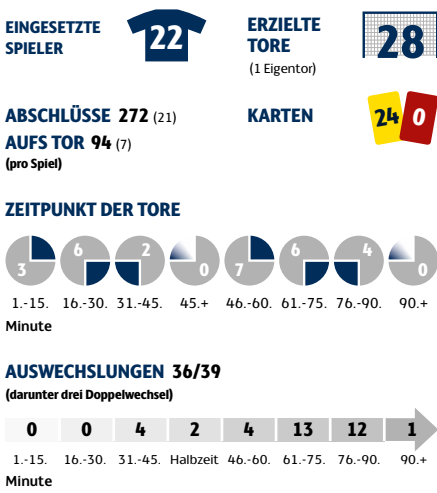 EINGESETZTE
SPIELER
22
ERZIELTE
TORE
(1 Eigentor)
28
ABSCHLÜSSE 272 (21)
AUFS TOR 94 (7)
(pro Spiel)
KARTEN
24 0
ZEITPUNKT DER TORE
3 6 2 0 7 6 4 0
1.-15. 16.-30. 31.-45. 45.+ 46.-60. 61.-75. 76.-90. 90.+
Minute
AUSWECHSLUNGEN 36/39
(darunter drei Doppelwechsel)
0 0 4 2 4 13 12 1
1.-15. 16.-30. 31.-45. Halbzeit 46.-60. 61.-75. 76.-90. 90.+
Minute